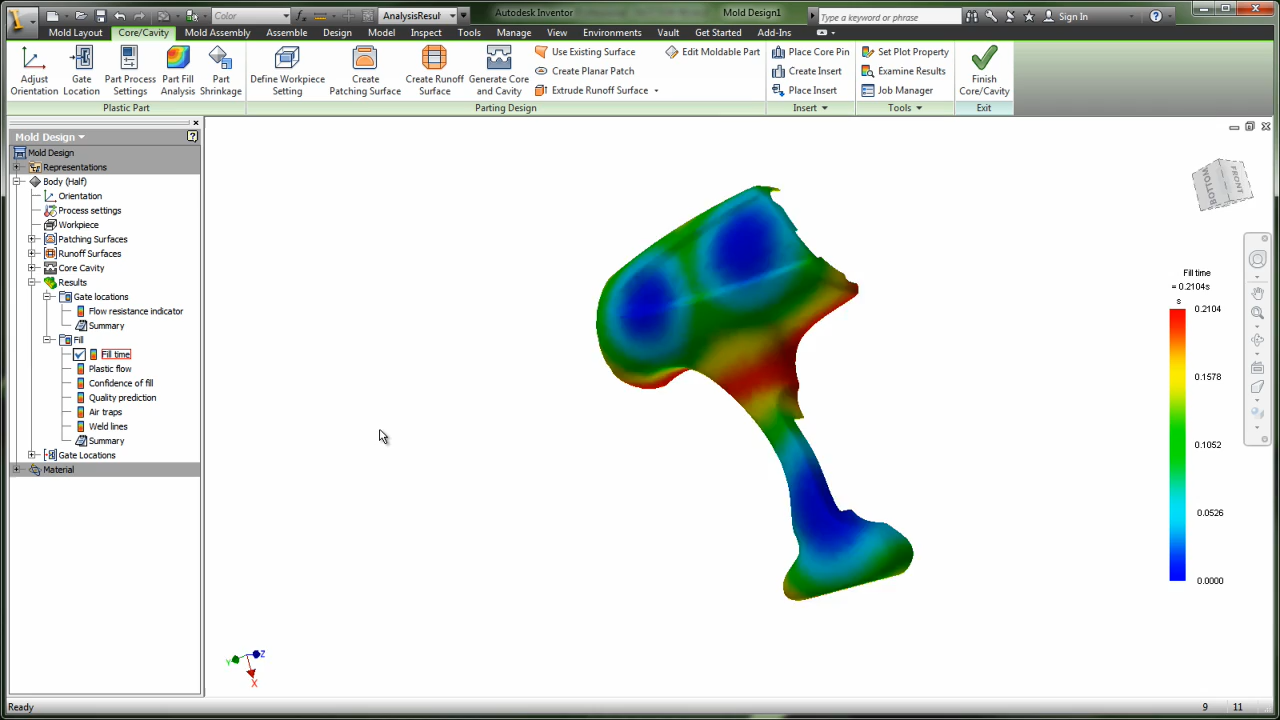 Color
AnalysisResul
Autodesk Inventor
Mold Design1
Type a keyword or phrase
Sign In
Mold Layout
Core/Cavity
Mold Assembly
Assemble
Design
Model
Inspect
Tools
Manage
View
Environments
Vault
Get Started
Add-Ins
Adjust
Orientation
Gate
Location
Part Process
Settings
Part Fill
Analysis
Part
Shrinkage
Plastic Part
Define Workpiece
Setting
Create
Patching Surface
Create Runoff
Surface
Generate Core
and Cavity
Use Existing Surface
Create Planar Patch
Extrude Runoff Surface
Edit Moldable Part
Parting Design
Place Core Pin
Create Insert
Place Insert
Insert
Set Plot Property
Examine Results
Job Manager
Tools
Finish
Core/Cavity
Exit
Mold Design
Mold Design
Representations
Body (Half)
Orientation
Process settings
Workpiece
Patching Surfaces
Runoff Surfaces
Core Cavity
Results
Gate locations
Flow resistance indicator
Summary
Fill
Fill time
Plastic flow
Confidence of fill
Quality prediction
Air traps
Weld lines
Summary
Gate Locations
Material
BOTTOM
FRONT
Fill time
= 0.2104s
s
0.2104
0.1578
0.1052
0.0526
0.0000
Y
Z
X
Ready
9
11